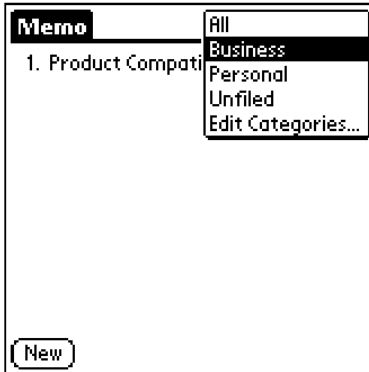 Memo
All
Business
1. Product Compati
Personal
Unfiled
Edit Categories...
New